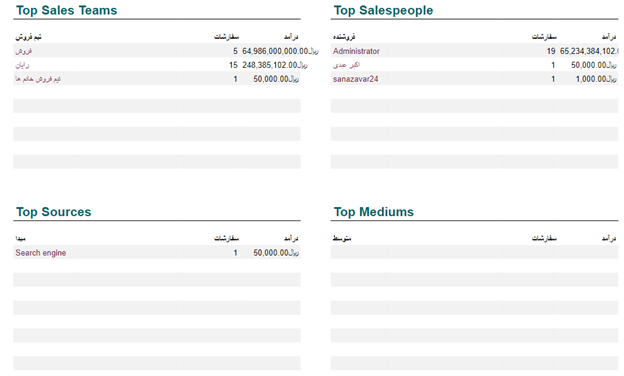 Top Sales Teams
تیم فروش سفارشات درآمد
فروش 5 64,986,000,000.00ریال
رایان 15 248,385,102.00ریال
تیم فروش خانم ها 1 50,000.00ریال
Top Salespeople
فروشنده سفارشات درآمد
Administrator 19 65,234,384,102.
اکبر عبدی 1 50,000.00ریال
sanazavar24 1 1,000.00ریال
Top Sources
مبدا سفارشات درآمد
Search engine 1 50,000.00ریال
Top Mediums
متوسط سفارشات درآمد